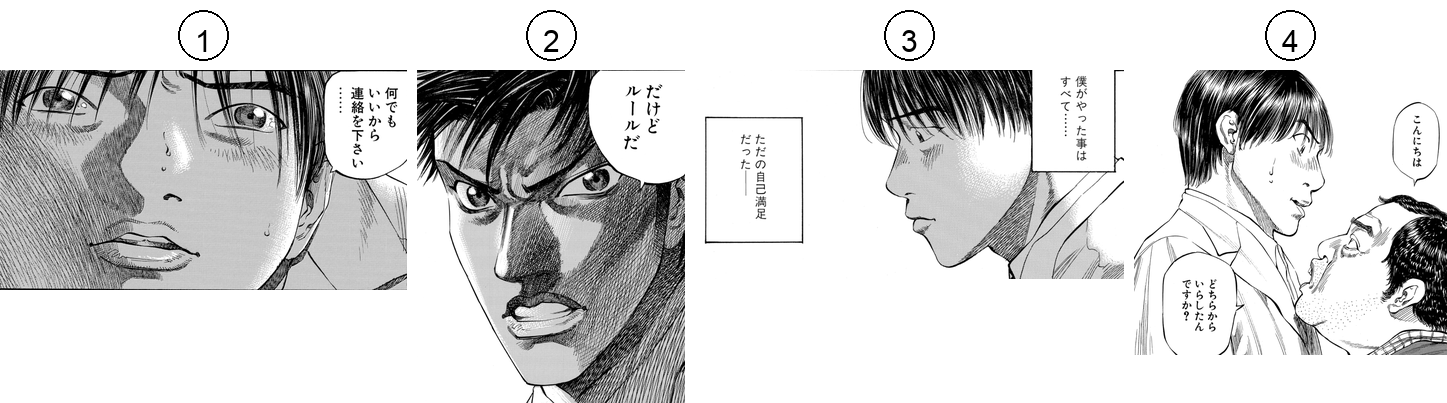 1
何でも
いいから
連絡を下さい
……
2
だけど
ルールだ
3
僕がやった事は
すべて……
ただの自己満足
だった――
4
こんにちは
どちらから
いらしたん
ですか？